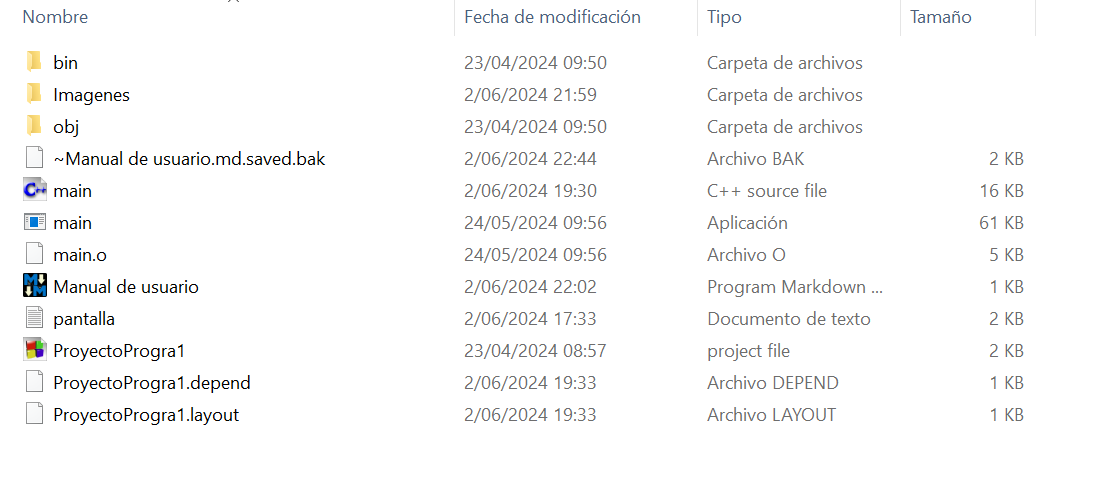 Nombre Fecha de modificación Tipo Tamaño
bin 23/04/2024 09:50 Carpeta de archivos
Imagenes 2/06/2024 21:59 Carpeta de archivos
obj 23/04/2024 09:50 Carpeta de archivos
~Manual de usuario.md.saved.bak 2/06/2024 22:44 Archivo BAK 2 KB
main 2/06/2024 19:30 C++ source file 16 KB
main 24/05/2024 09:56 Aplicación 61 KB
main.o 24/05/2024 09:56 Archivo O 5 KB
Manual de usuario 2/06/2024 22:02 Program Markdown ... 1 KB
pantalla 2/06/2024 17:33 Documento de texto 2 KB
ProyectoProgra1 23/04/2024 08:57 project file 2 KB
ProyectoProgra1.depend 2/06/2024 19:33 Archivo DEPEND 1 KB
ProyectoProgra1.layout 2/06/2024 19:33 Archivo LAYOUT 1 KB